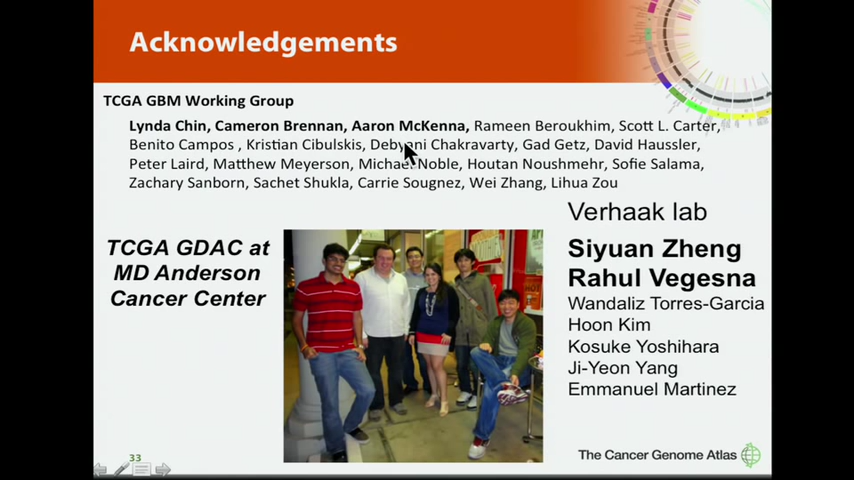 Acknowledgements
TCGA GBM Working Group
Lynda Chin, Cameron Brennan, Aaron McKenna, Rameen Beroukhim, Scott L. Carter,
Benito Campos , Kristian Cibulskis, Debyani Chakravarty, Gad Getz, David Haussler,
Peter Laird, Matthew Meyerson, Michael Noble, Houtan Noushmehr, Sofie Salama,
Zachary Sanborn, Sachet Shukla, Carrie Sougnez, Wei Zhang, Lihua Zou
TCGA GDAC at
MD Anderson
Cancer Center
Verhaak lab
Siyuan Zheng
Rahul Vegesna
Wandaliz Torres-Garcia
Hoon Kim
Kosuke Yoshihara
Ji-Yeon Yang
Emmanuel Martinez
33
The Cancer Genome Atlas